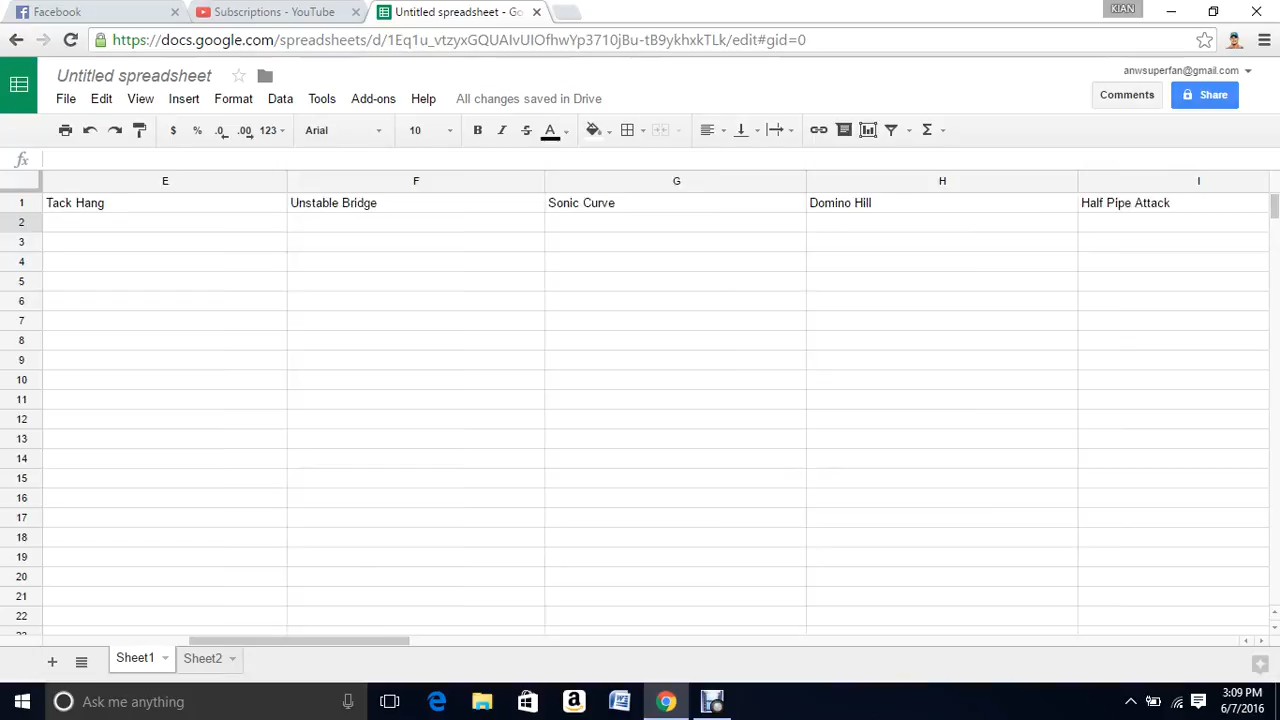 Facebook
Subscriptions - YouTube
Untitled spreadsheet - Go
KIAN
https://docs.google.com/spreadsheets/d/1Eq1u_vtzyxGQUAIvUIOfhwYp3710jBu-tB9ykhxkTLk/edit#gid=0
Untitled spreadsheet
anwsuperfan@gmail.com
File Edit View Insert Format Data Tools Add-ons Help All changes saved in Drive
Comments Share
$ % .0 .00 123 Arial 10 B I S A Σ
fx
E F G H I
1 Tack Hang Unstable Bridge Sonic Curve Domino Hill Half Pipe Attack
2
3
4
5
6
7
8
9
10
11
12
13
14
15
16
17
18
19
20
21
22
23
Sheet1 Sheet2
Ask me anything
3:09 PM
6/7/2016